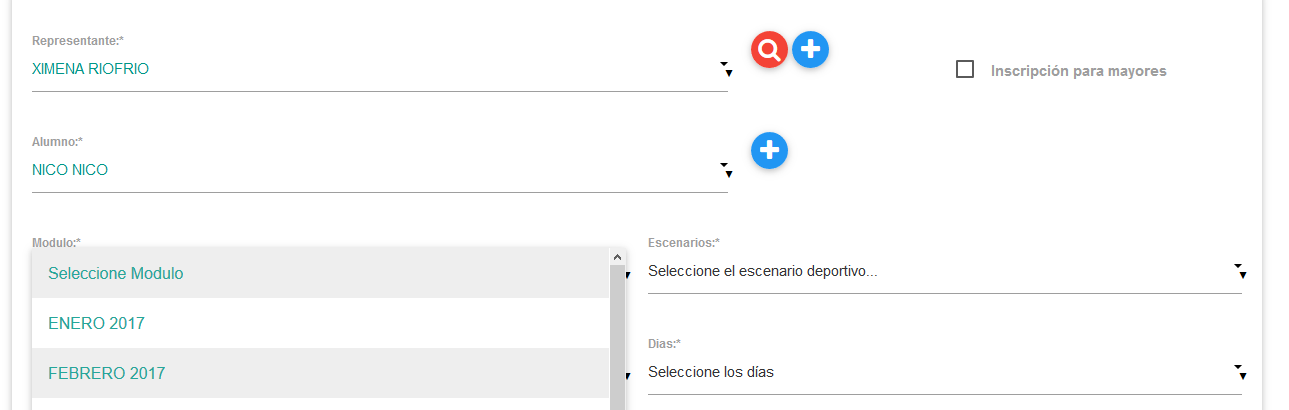 Representante:*
XIMENA RIOFRIO
Inscripción para mayores
Alumno:*
NICO NICO
Modulo:*
Escenarios:*
Seleccione Modulo
Seleccione el escenario deportivo...
ENERO 2017
Dias:*
FEBRERO 2017
Seleccione los días